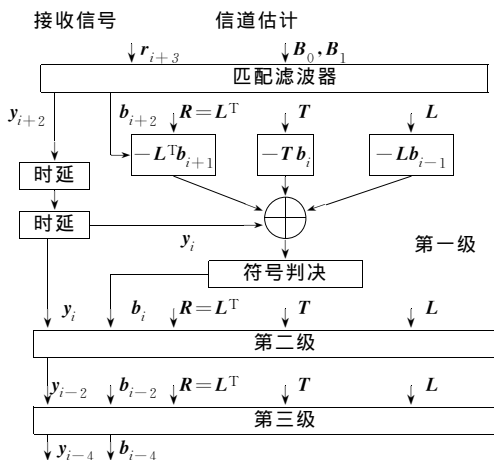 接收信号 信道估计
r_{i+3} B_0, B_1
匹配滤波器
y_{i+2} b_{i+2} R=L^T T L
-L^T b_{i+1} -Tb_i -Lb_{i-1}
时延
时延
y_i
第一级
符号判决
y_i b_i R=L^T T L
第二级
y_{i-2} b_{i-2} R=L^T T L
第三级
y_{i-4} b_{i-4}